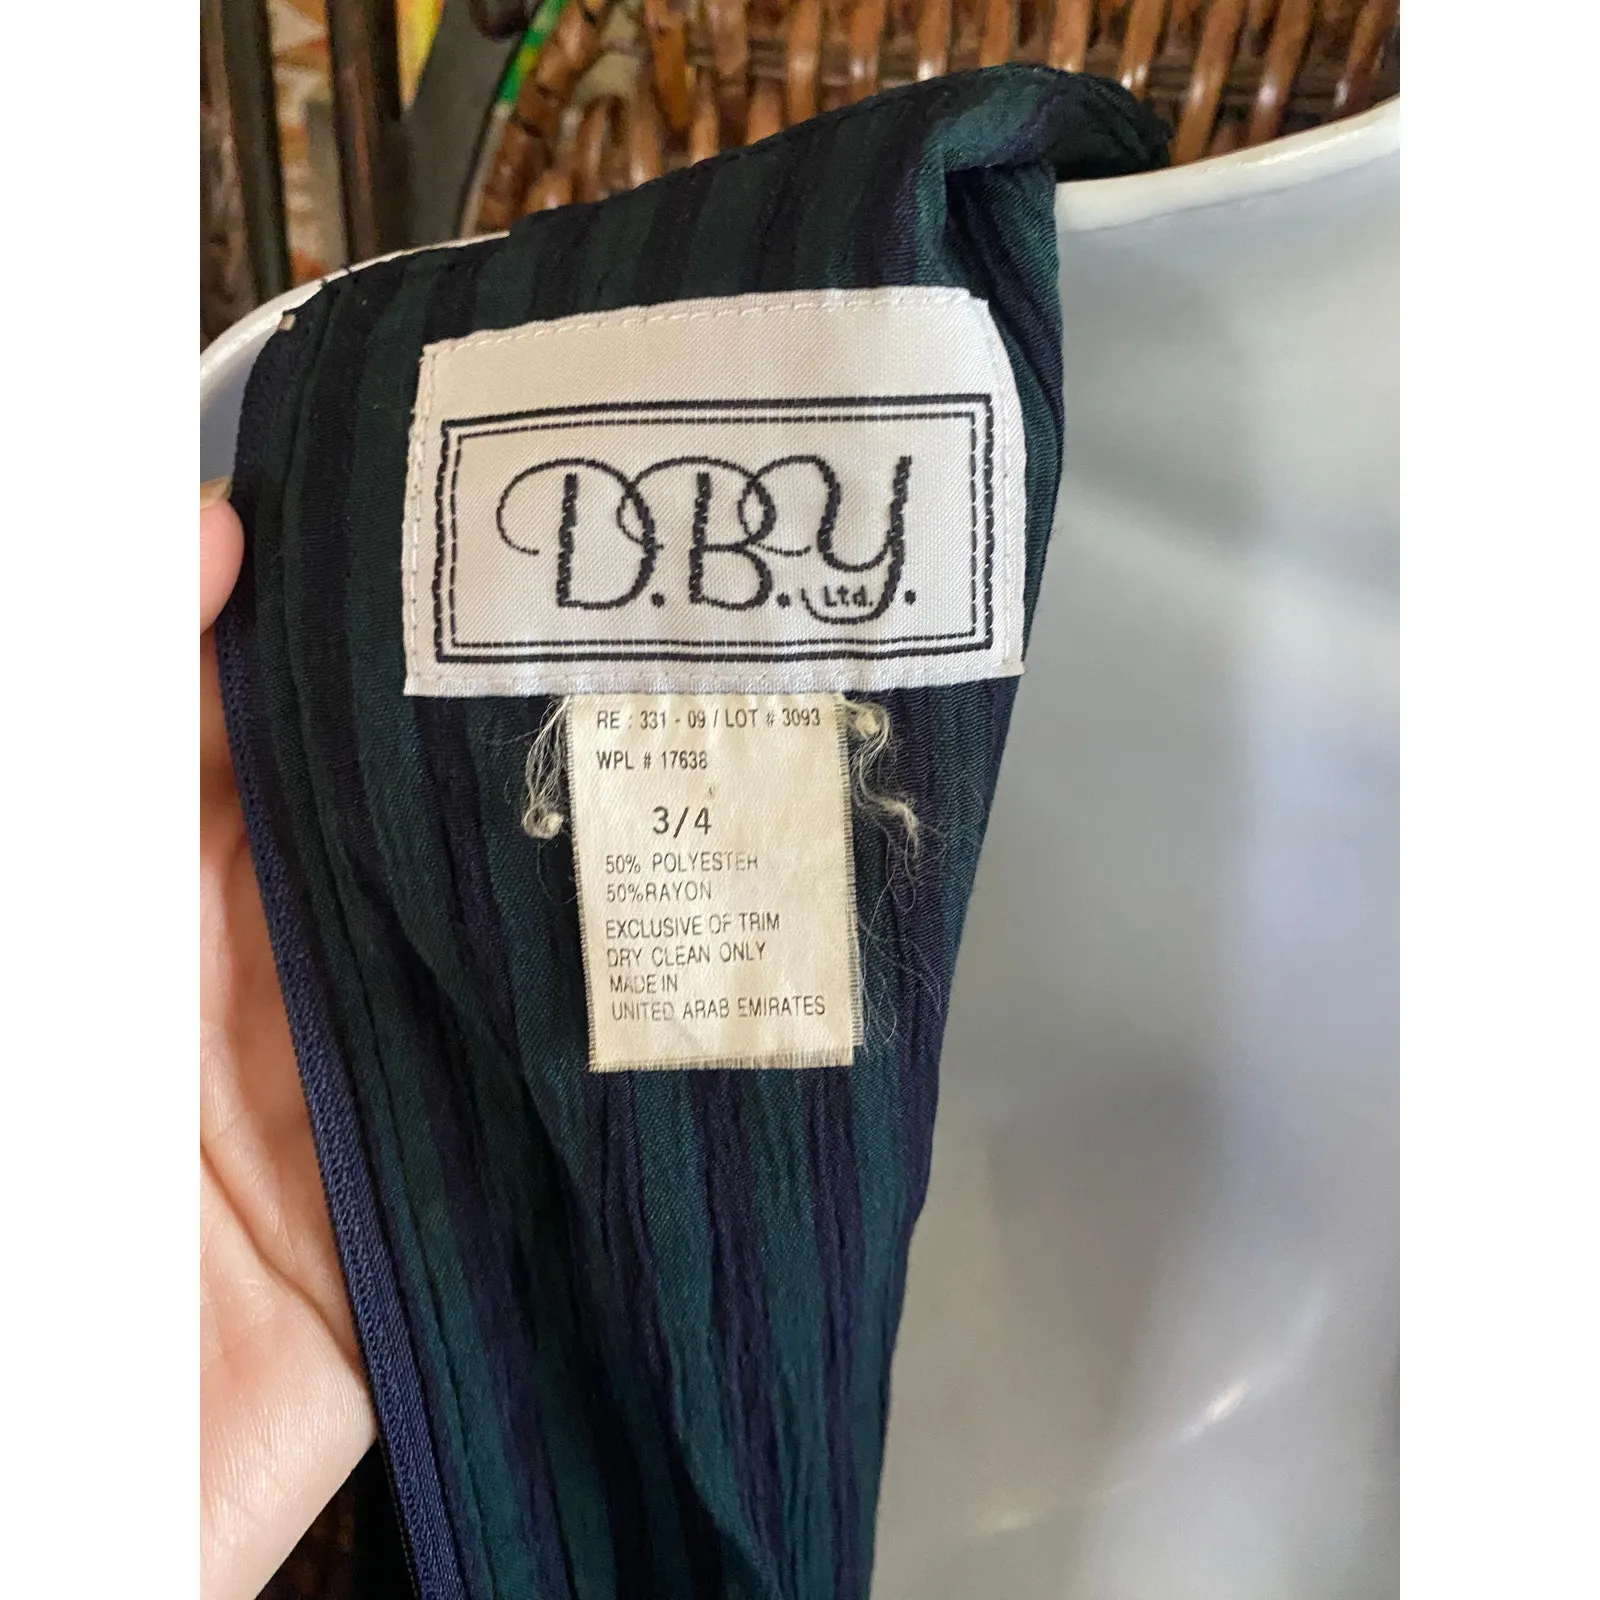 D.B.Y.
Ltd.
RE : 331 - 09 / LOT # 3093
WPL # 17638
3/4
50% POLYESTER
50%RAYON
EXCLUSIVE OF TRIM
DRY CLEAN ONLY
MADE IN
UNITED ARAB EMIRATES